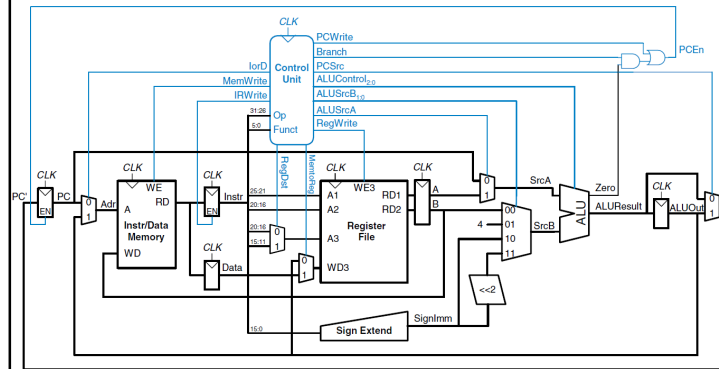 CLK
PCWrite
Branch
PCEn
IorD
Control
Unit
PCSrc
MemWrite
ALUControl2:0
IRWrite
ALUSrcB1:0
31:26
Op
ALUSrcA
5:0
Funct
RegWrite
RegDst
MemtoReg
CLK
CLK
CLK
CLK
CLK
CLK
PC'
PC
EN
0
1
Adr
WE
RD
A
Instr/Data
Memory
WD
EN
Instr
25:21
20:16
20:16
15:11
0
1
Data
0
1
WE3
A1
RD1
A2
RD2
A3
Register
File
WD3
A
B
0
1
SrcA
4
00
01
10
11
SrcB
<<2
ALU
Zero
ALUResult
ALUOut
0
1
15:0
Sign Extend
SignImm